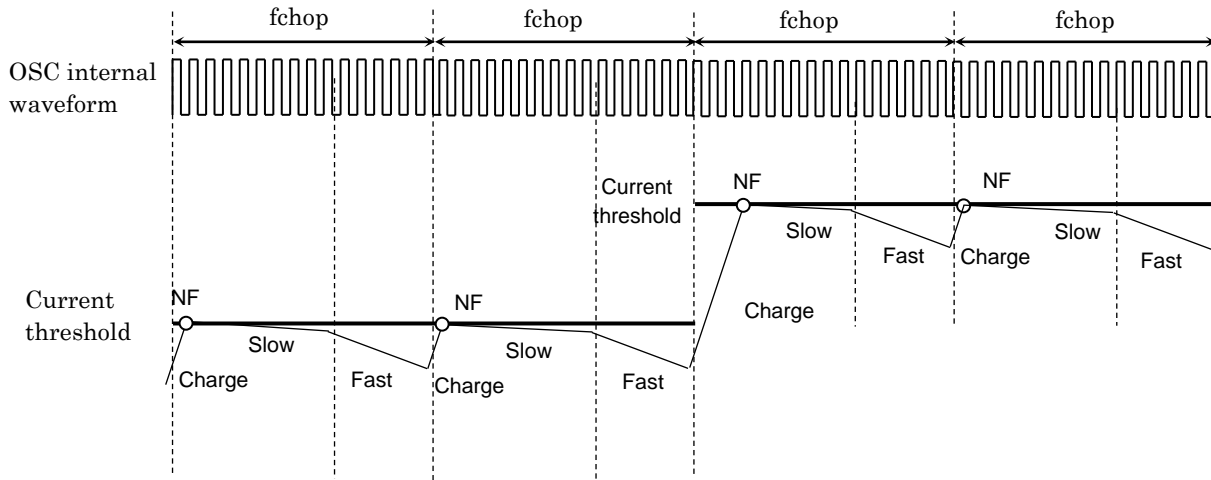 fchop
fchop
fchop
fchop
OSC internal
waveform
Current
threshold
NF
Slow
Fast
Charge
NF
Slow
Fast
Charge
Current
threshold
NF
Slow
Fast
Charge
NF
Slow
Fast
Charge